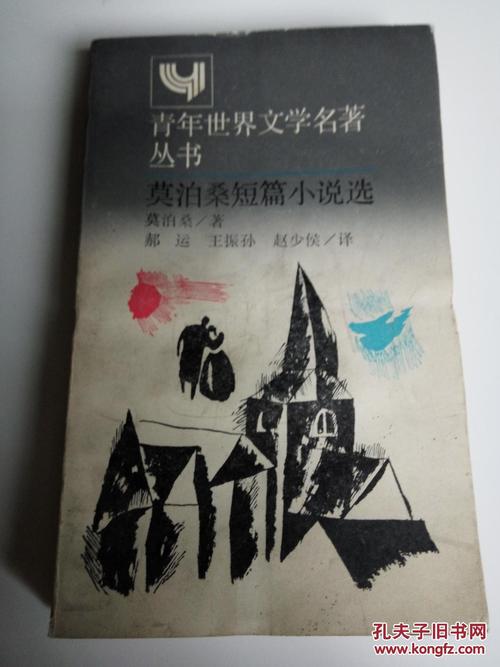 青年世界文学名著
丛书
莫泊桑短篇小说选
莫泊桑／著
郝 运 王振孙 赵少侯／译
孔夫子旧书网
www.kongfz.com